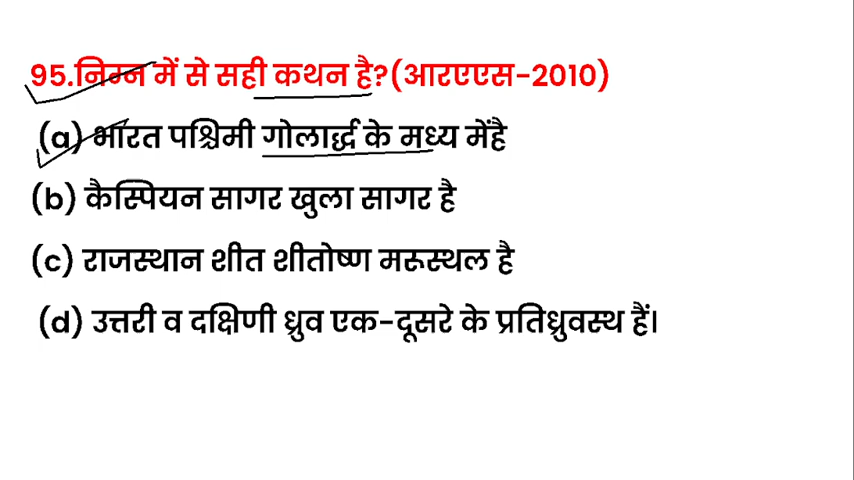 95.निम्न में से सही कथन है?(आरएएस-2010)
(a) भारत पश्चिमी गोलार्द्ध के मध्य मेंहै
(b) कैस्पियन सागर खुला सागर है
(c) राजस्थान शीत शीतोष्ण मरूस्थल है
(d) उत्तरी व दक्षिणी ध्रुव एक-दूसरे के प्रतिध्रुवस्थ हैं।